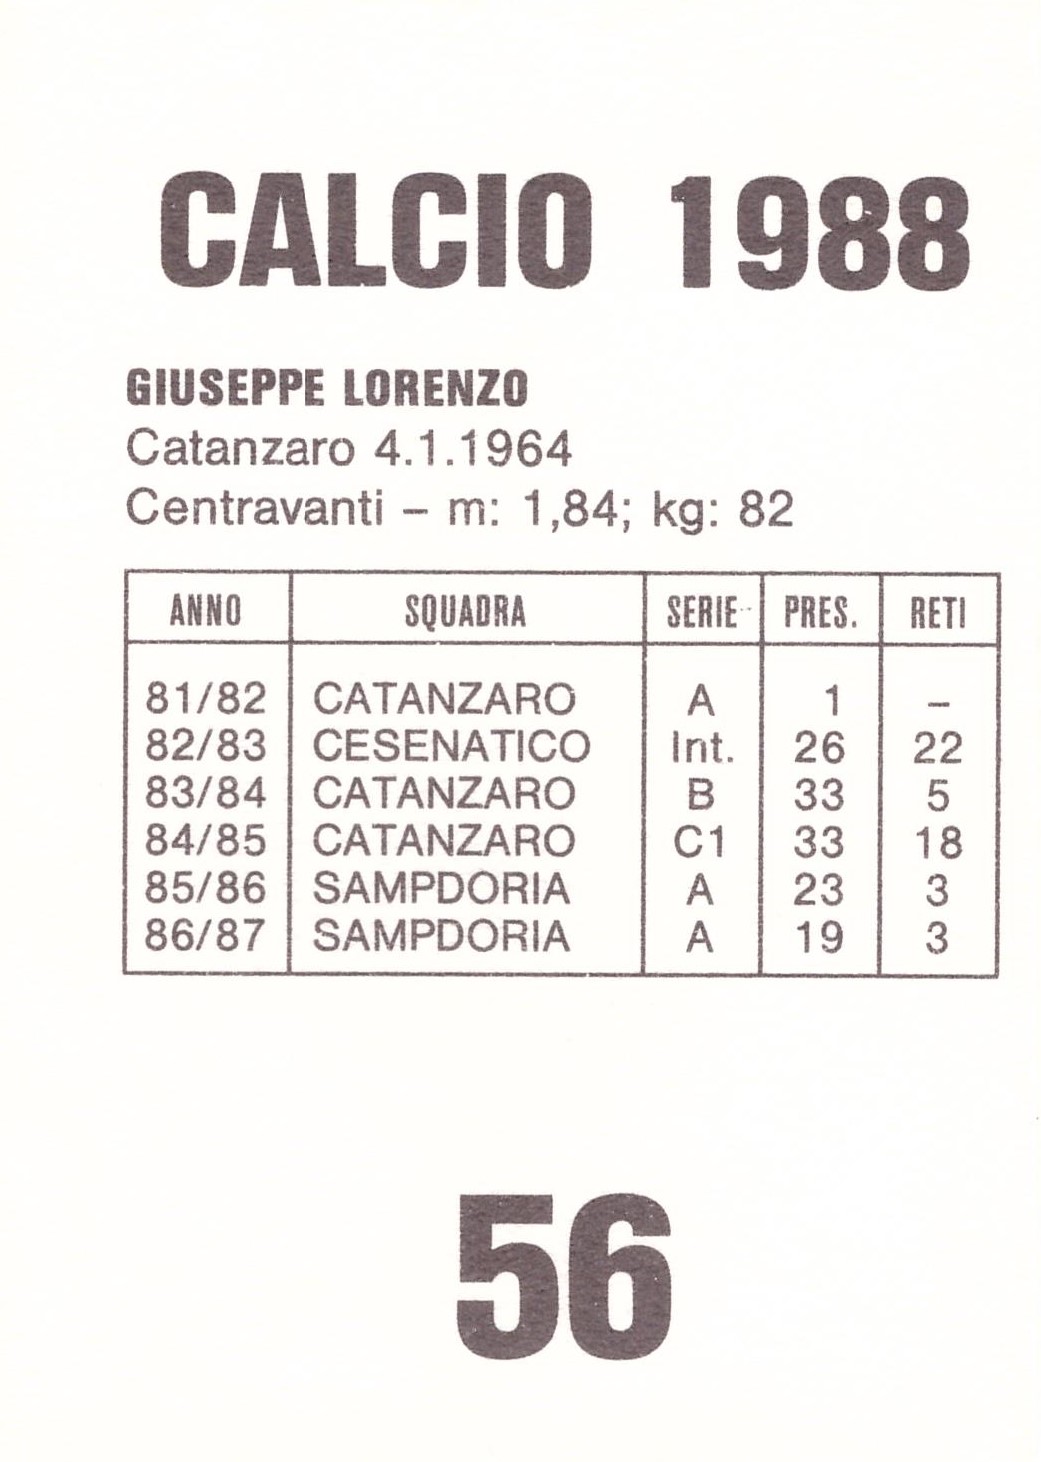 CALCIO 1988
GIUSEPPE LORENZO
Catanzaro 4.1.1964
Centravanti – m: 1,84; kg: 82
ANNO SQUADRA SERIE PRES. RETI
81/82 CATANZARO A 1 –
82/83 CESENATICO Int. 26 22
83/84 CATANZARO B 33 5
84/85 CATANZARO C1 33 18
85/86 SAMPDORIA A 23 3
86/87 SAMPDORIA A 19 3
56